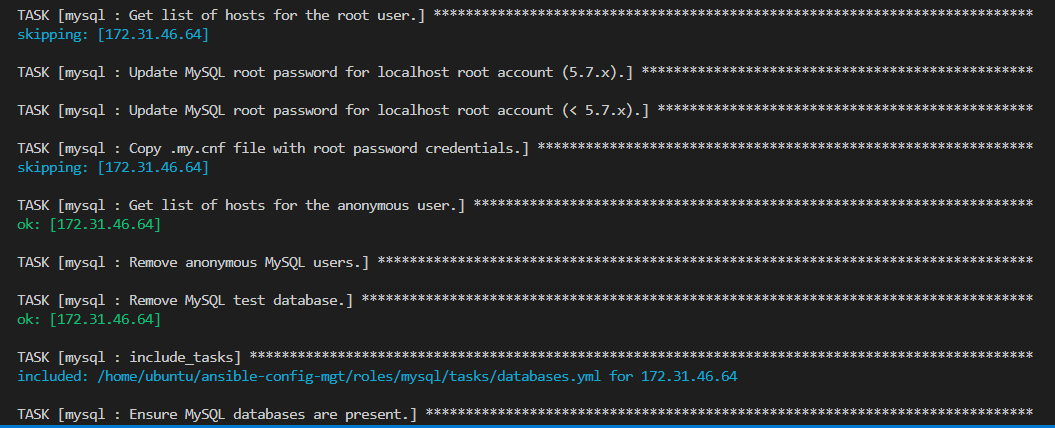 TASK [mysql : Get list of hosts for the root user.] ***************************************************************************
skipping: [172.31.46.64]
TASK [mysql : Update MySQL root password for localhost root account (5.7.x).] *************************************************
TASK [mysql : Update MySQL root password for localhost root account (< 5.7.x).] ***********************************************
TASK [mysql : Copy .my.cnf file with root password credentials.] **************************************************************
skipping: [172.31.46.64]
TASK [mysql : Get list of hosts for the anonymous user.] **********************************************************************
ok: [172.31.46.64]
TASK [mysql : Remove anonymous MySQL users.] **********************************************************************************
TASK [mysql : Remove MySQL test database.] ************************************************************************************
ok: [172.31.46.64]
TASK [mysql : include_tasks] **************************************************************************************************
included: /home/ubuntu/ansible-config-mgt/roles/mysql/tasks/databases.yml for 172.31.46.64
TASK [mysql : Ensure MySQL databases are present.] ****************************************************************************